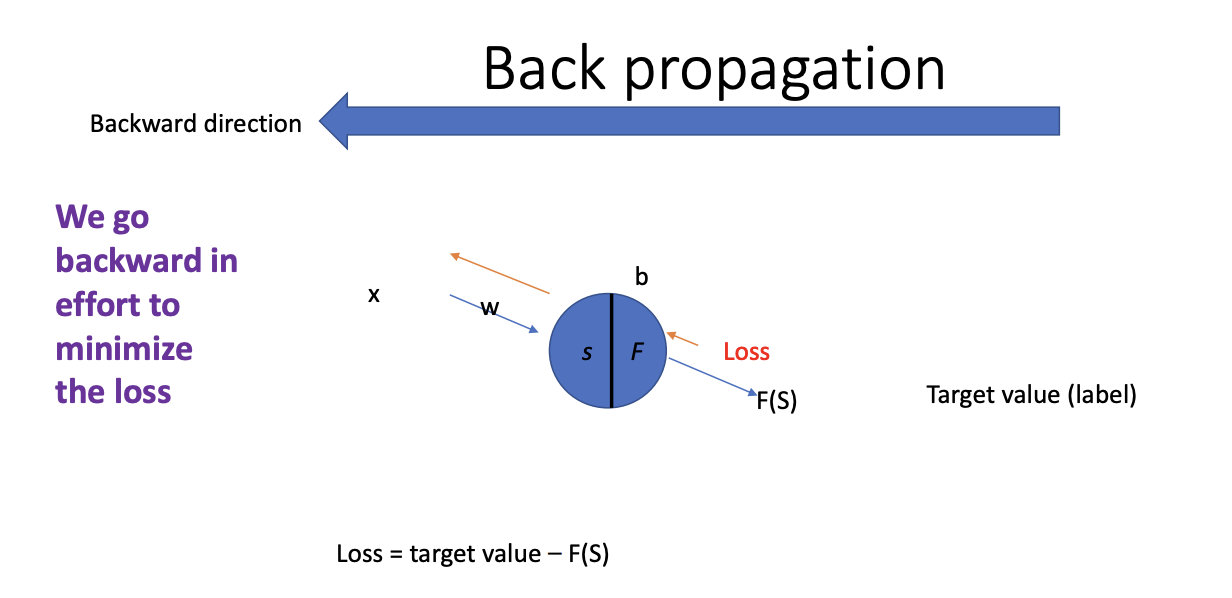 Back propagation
Backward direction
We go
backward in
effort to
minimize
the loss
b
x
w
s
F
Loss
F(S)
Target value (label)
Loss = target value – F(S)